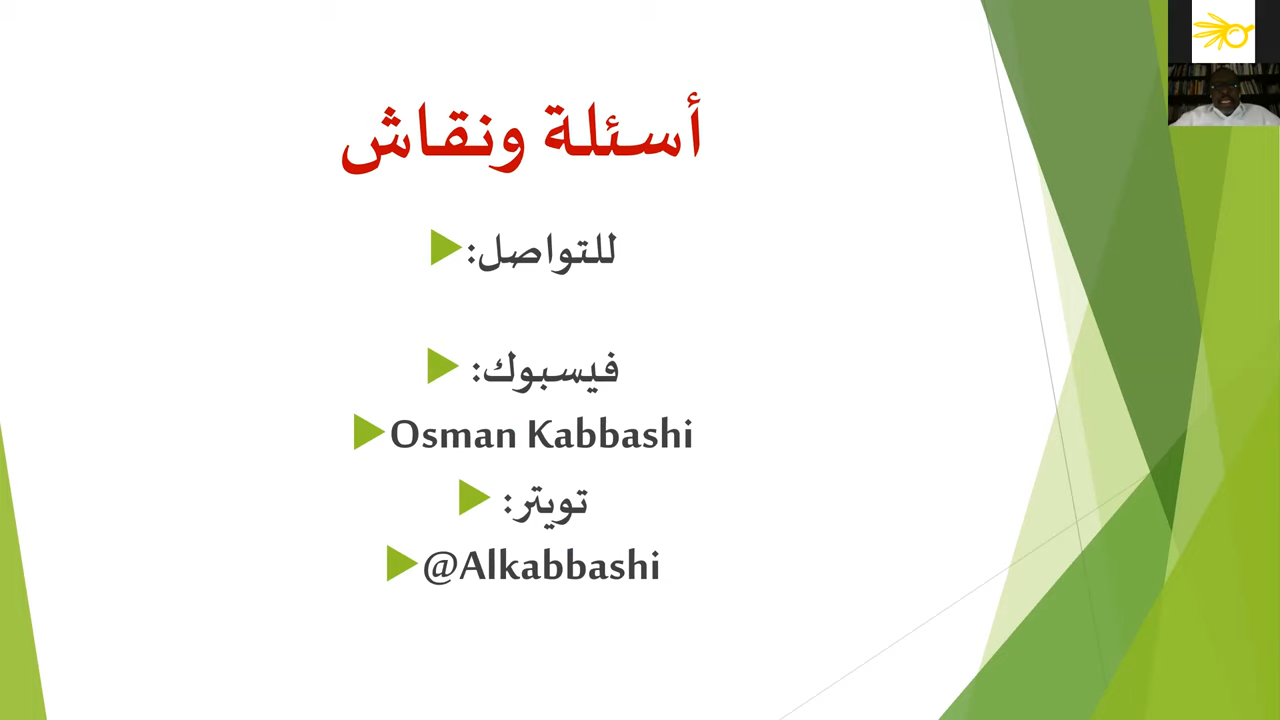 أسئلة ونقاش
للتواصل:
فيسبوك:
Osman Kabbashi
تويتر:
@Alkabbashi